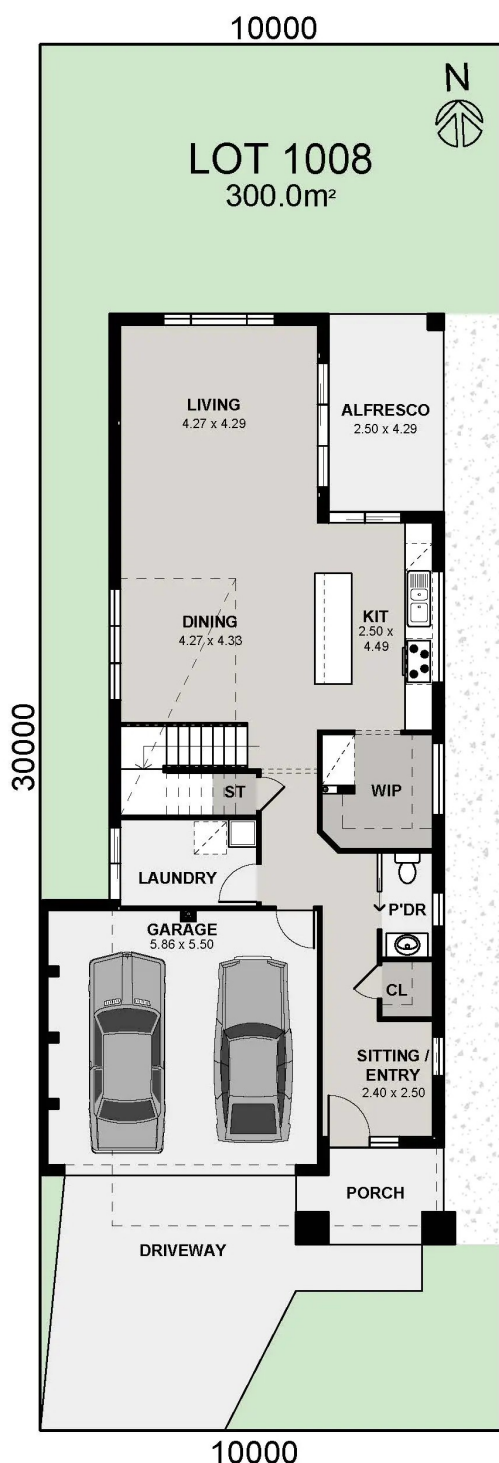 10000
N
LOT 1008
300.0m²
LIVING
4.27 x 4.29
ALFRESCO
2.50 x 4.29
DINING
4.27 x 4.33
KIT
2.50 x
4.49
30000
ST
WIP
LAUNDRY
P'DR
GARAGE
5.86 x 5.50
CL
SITTING /
ENTRY
2.40 x 2.50
PORCH
DRIVEWAY
10000